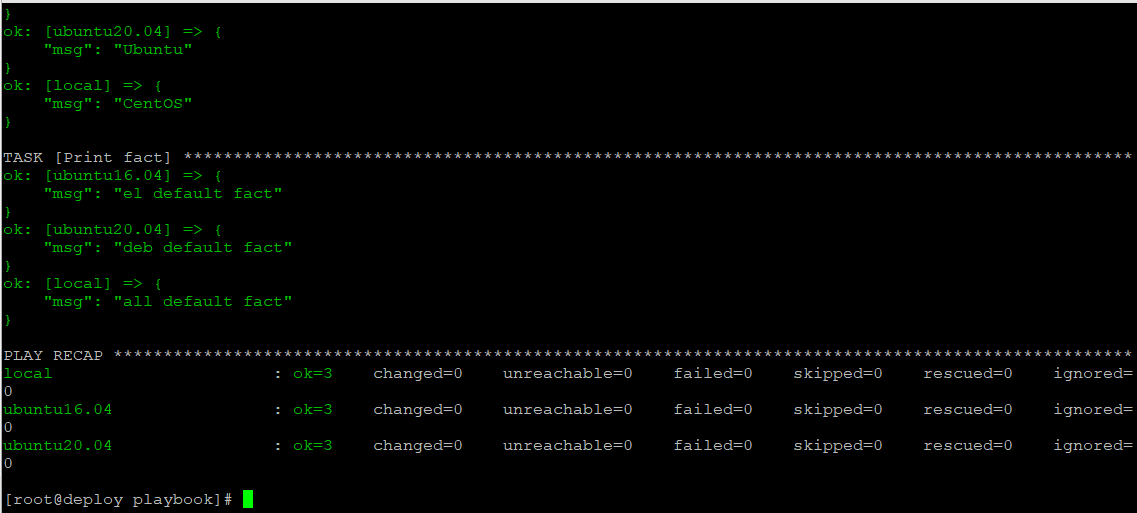 }
ok: [ubuntu20.04] => {
    "msg": "Ubuntu"
}
ok: [local] => {
    "msg": "CentOS"
}

TASK [Print fact] ***********************************************************************************************
ok: [ubuntu16.04] => {
    "msg": "el default fact"
}
ok: [ubuntu20.04] => {
    "msg": "deb default fact"
}
ok: [local] => {
    "msg": "all default fact"
}

PLAY RECAP ******************************************************************************************************
local                      : ok=3    changed=0    unreachable=0    failed=0    skipped=0    rescued=0    ignored=
0
ubuntu16.04                : ok=3    changed=0    unreachable=0    failed=0    skipped=0    rescued=0    ignored=
0
ubuntu20.04                : ok=3    changed=0    unreachable=0    failed=0    skipped=0    rescued=0    ignored=
0

[root@deploy playbook]#